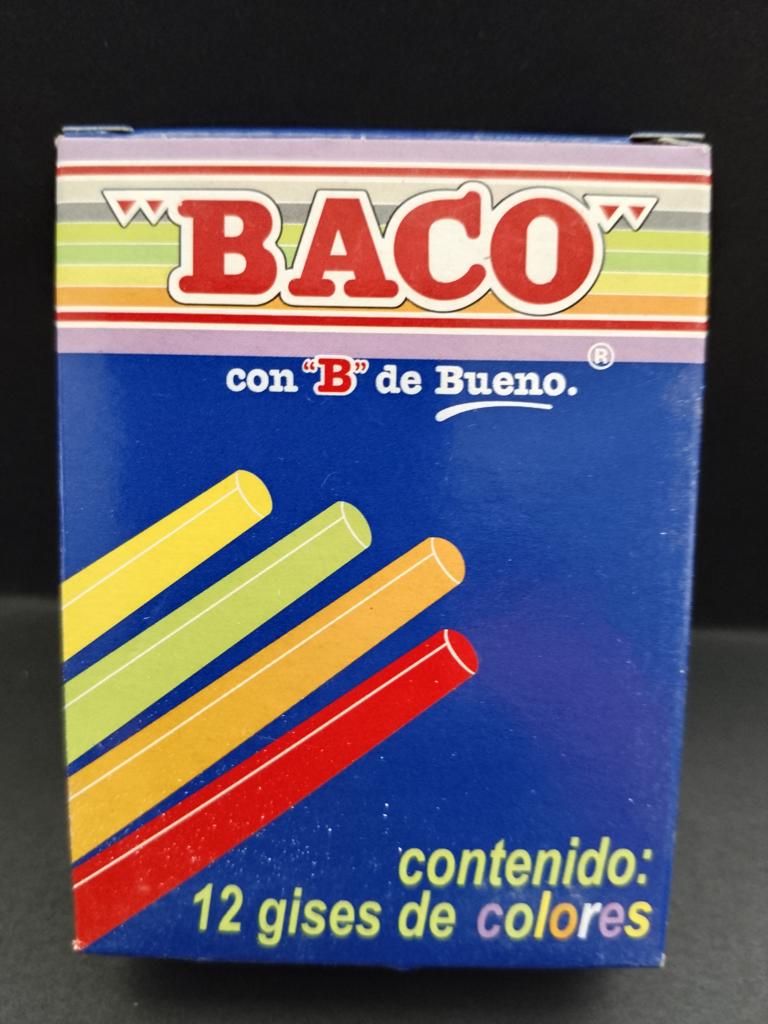 "BACO"
®
con "B" de Bueno.
contenido:
12 gises de colores